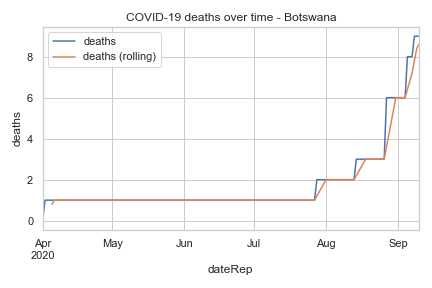 COVID-19 deaths over time - Botswana
deaths
deaths (rolling)
8
6
4
2
0
deaths
Apr May Jun Jul Aug Sep
2020
dateRep